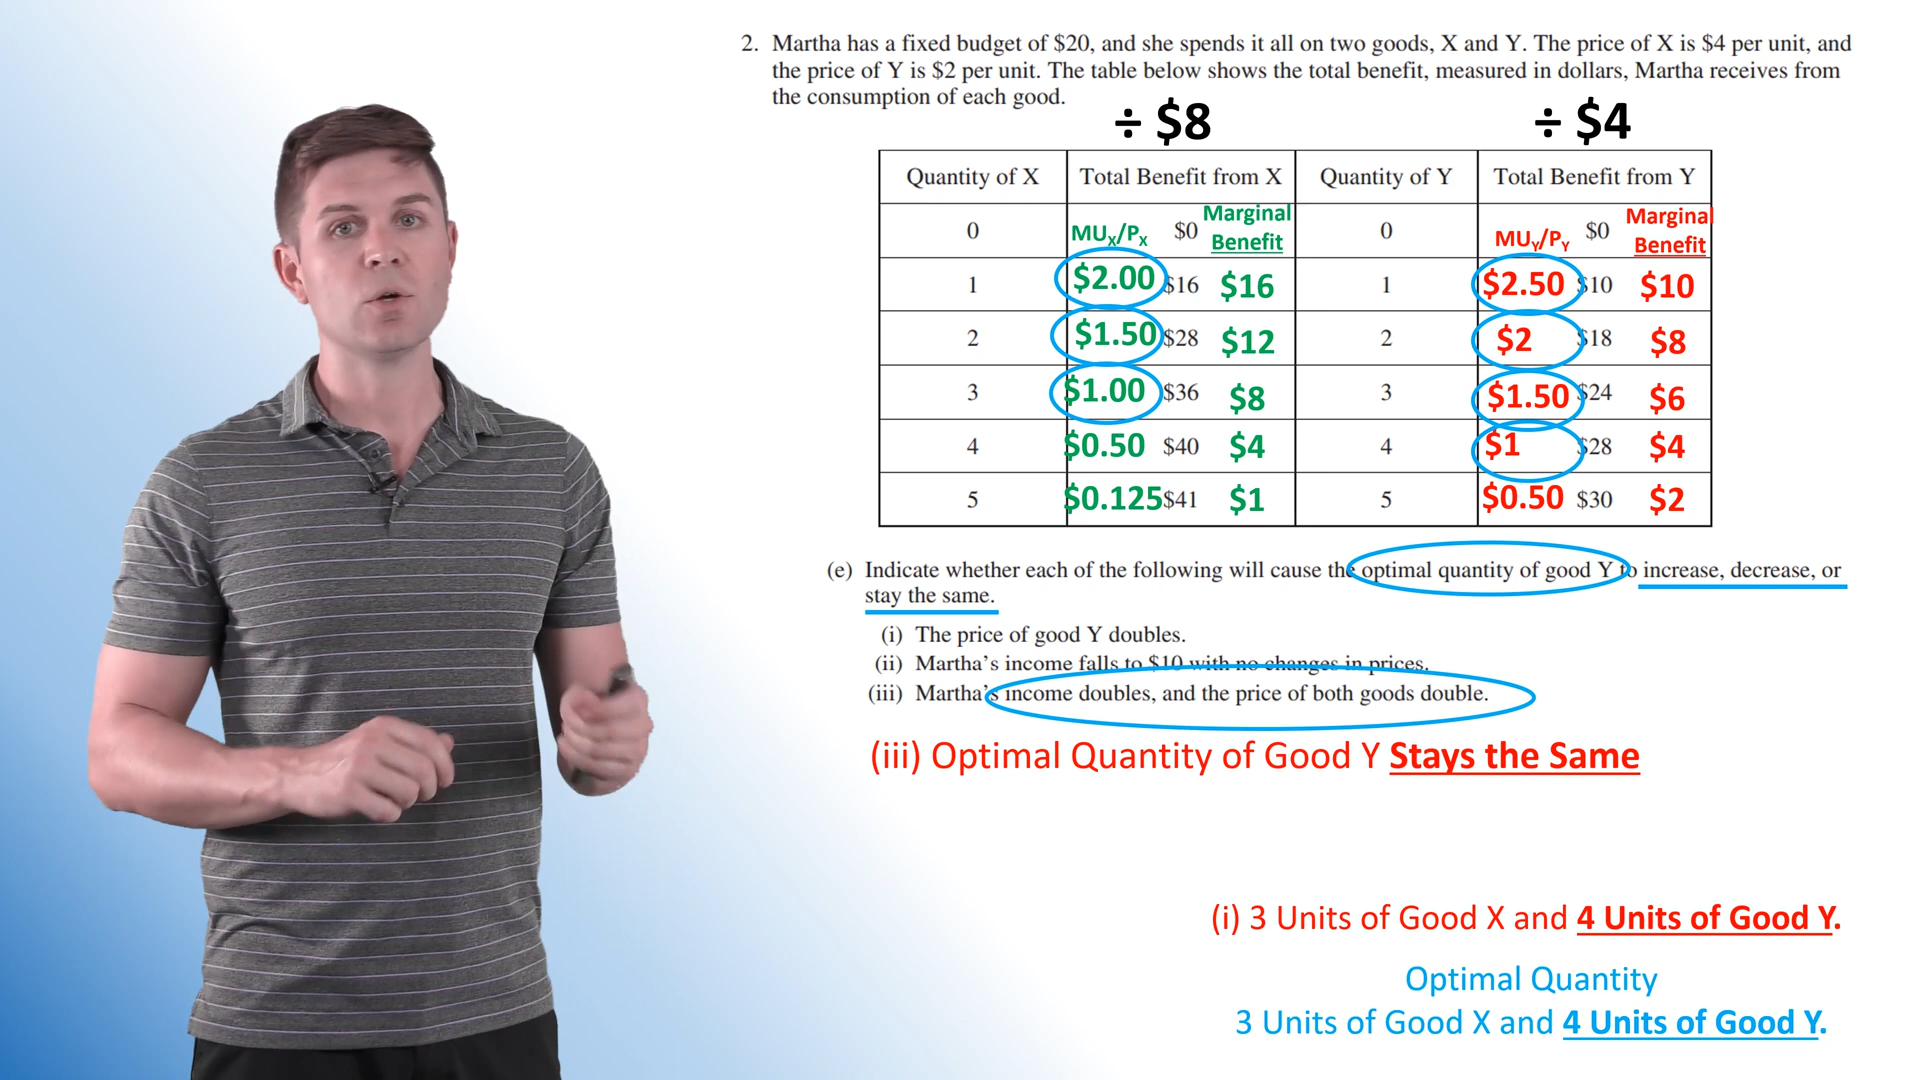 2. Martha has a fixed budget of $20, and she spends it all on two goods, X and Y. The price of X is $4 per unit, and
the price of Y is $2 per unit. The table below shows the total benefit, measured in dollars, Martha receives from
the consumption of each good.
÷ $8 ÷ $4
Quantity of X Total Benefit from X Quantity of Y Total Benefit from Y
0 MUX/PX $0 Marginal Benefit 0 MUY/PY $0 Marginal Benefit
1 $2.00 $16 $16 1 $2.50 $10 $10
2 $1.50 $28 $12 2 $2 $18 $8
3 $1.00 $36 $8 3 $1.50 $24 $6
4 $0.50 $40 $4 4 $1 $28 $4
5 $0.125 $41 $1 5 $0.50 $30 $2
(e) Indicate whether each of the following will cause the optimal quantity of good Y to increase, decrease, or
stay the same.
(i) The price of good Y doubles.
(ii) Martha's income falls to $10 with no changes in prices.
(iii) Martha's income doubles, and the price of both goods double.
(iii) Optimal Quantity of Good Y Stays the Same
(i) 3 Units of Good X and 4 Units of Good Y.
Optimal Quantity
3 Units of Good X and 4 Units of Good Y.